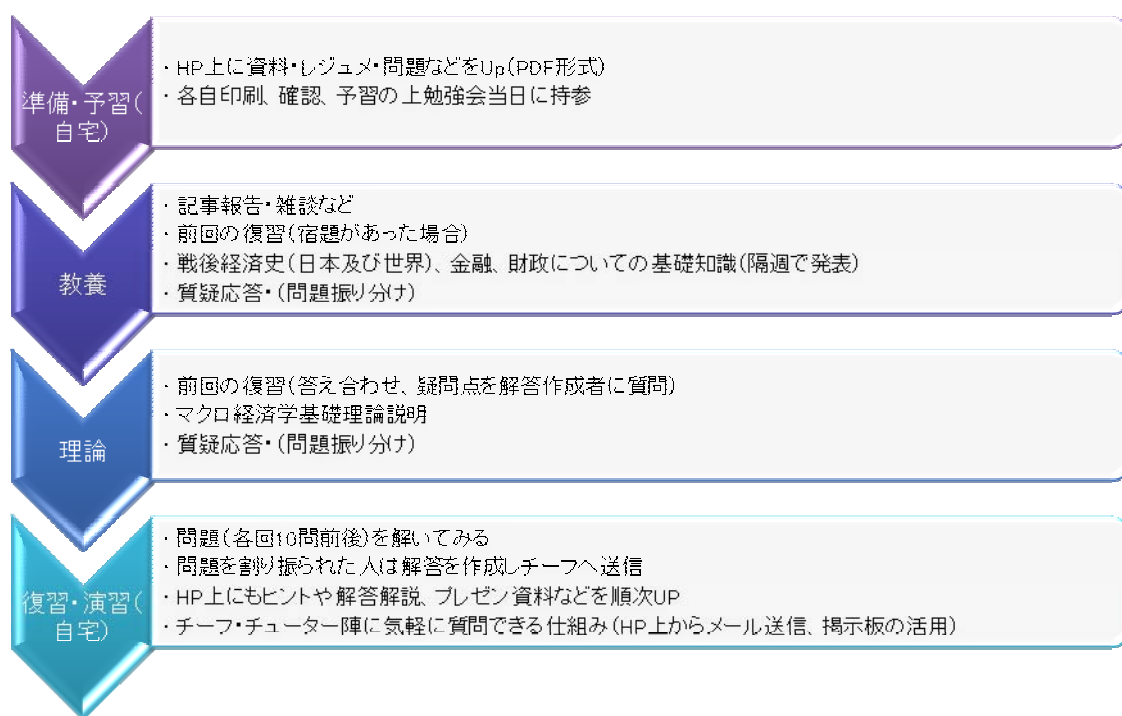 準備・予習(
自宅)
・HP上に資料・レジュメ・問題などをUp(PDF形式)
・各自印刷、確認、予習の上勉強会当日に持参
教養
・記事報告・雑談など
・前回の復習(宿題があった場合)
・戦後経済史(日本及び世界)、金融、財政についての基礎知識(隔週で発表)
・質疑応答・(問題振り分け)
理論
・前回の復習(答え合わせ、疑問点を解答作成者に質問)
・マクロ経済学基礎理論説明
・質疑応答・(問題振り分け)
復習・演習(
自宅)
・問題(各回10問前後)を解いてみる
・問題を割り振られた人は解答を作成しチーフへ送信
・HP上にもヒントや解答解説、プレゼン資料などを順次UP
・チーフ・チューター陣に気軽に質問できる仕組み(HP上からメール送信、掲示板の活用)